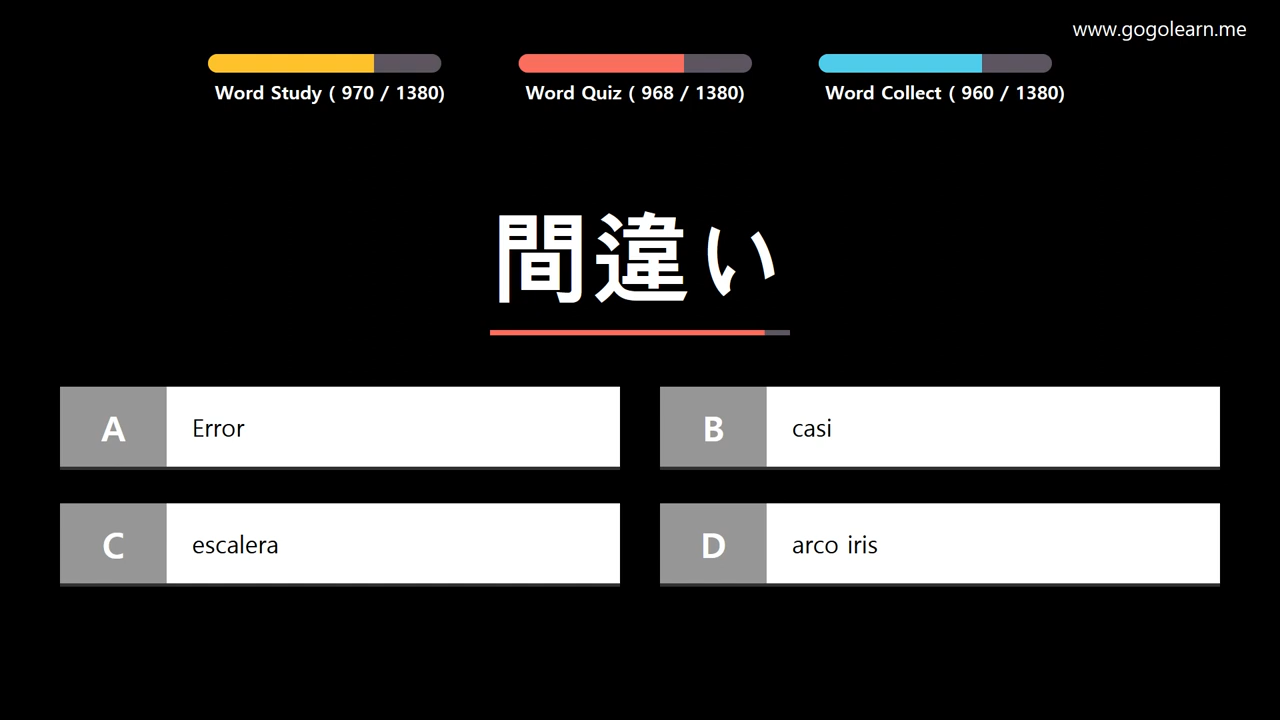 www.gogolearn.me
Word Study ( 970 / 1380)
Word Quiz ( 968 / 1380)
Word Collect ( 960 / 1380)
間違い
A Error
B casi
C escalera
D arco iris